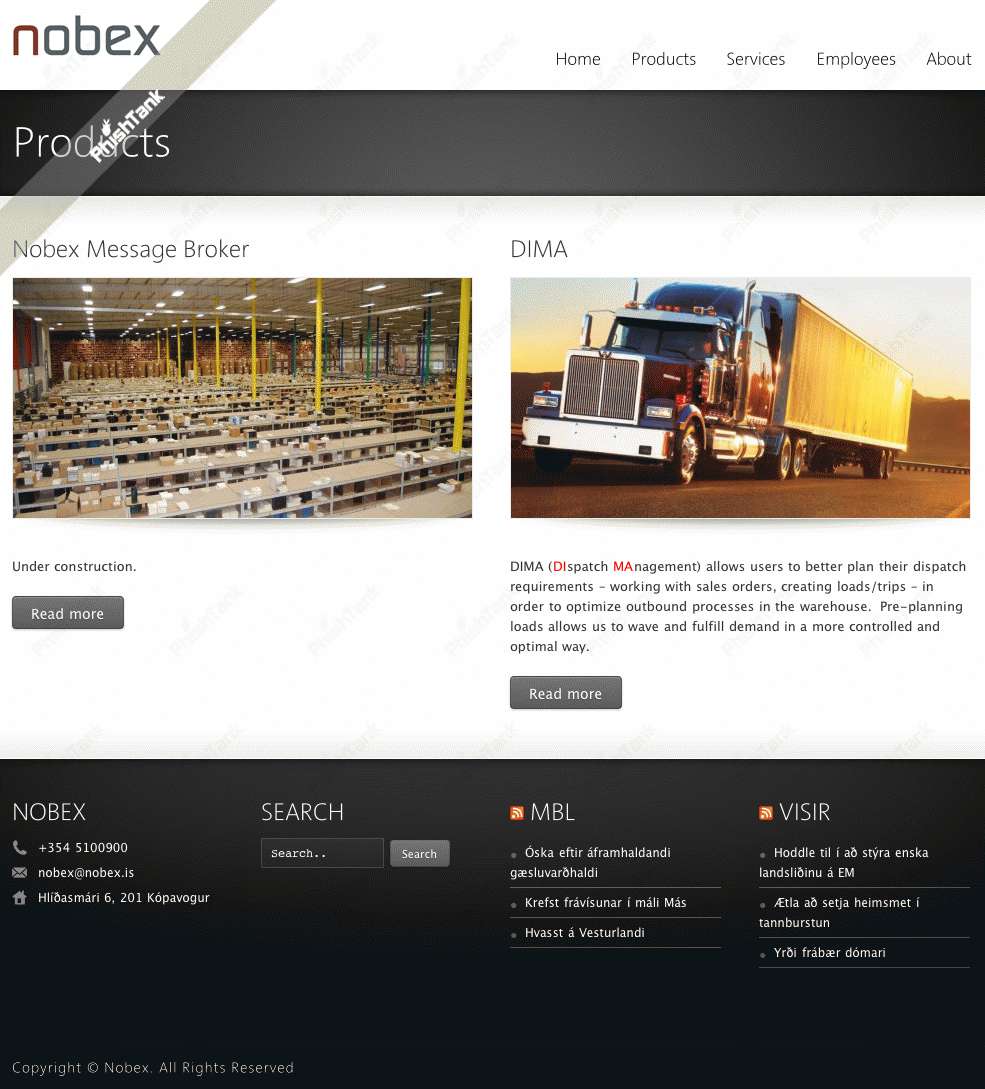 nobex
Home Products Services Employees About
Products
PhishTank
Nobex Message Broker
DIMA
Under construction.
Read more
DIMA (DIspatch MAnagement) allows users to better plan their dispatch
requirements – working with sales orders, creating loads/trips – in
order to optimize outbound processes in the warehouse. Pre-planning
loads allows us to wave and fulfill demand in a more controlled and
optimal way.
Read more
NOBEX
+354 5100900
nobex@nobex.is
Hlíðasmári 6, 201 Kópavogur
SEARCH
Search..
Search
MBL
Óska eftir áframhaldandi
gæsluvarðhaldi
Krefst frávísunar í máli Más
Hvasst á Vesturlandi
VISIR
Hoddle til í að stýra enska
landsliðinu á EM
Ætla að setja heimsmet í
tannburstun
Yrði frábær dómari
Copyright © Nobex. All Rights Reserved